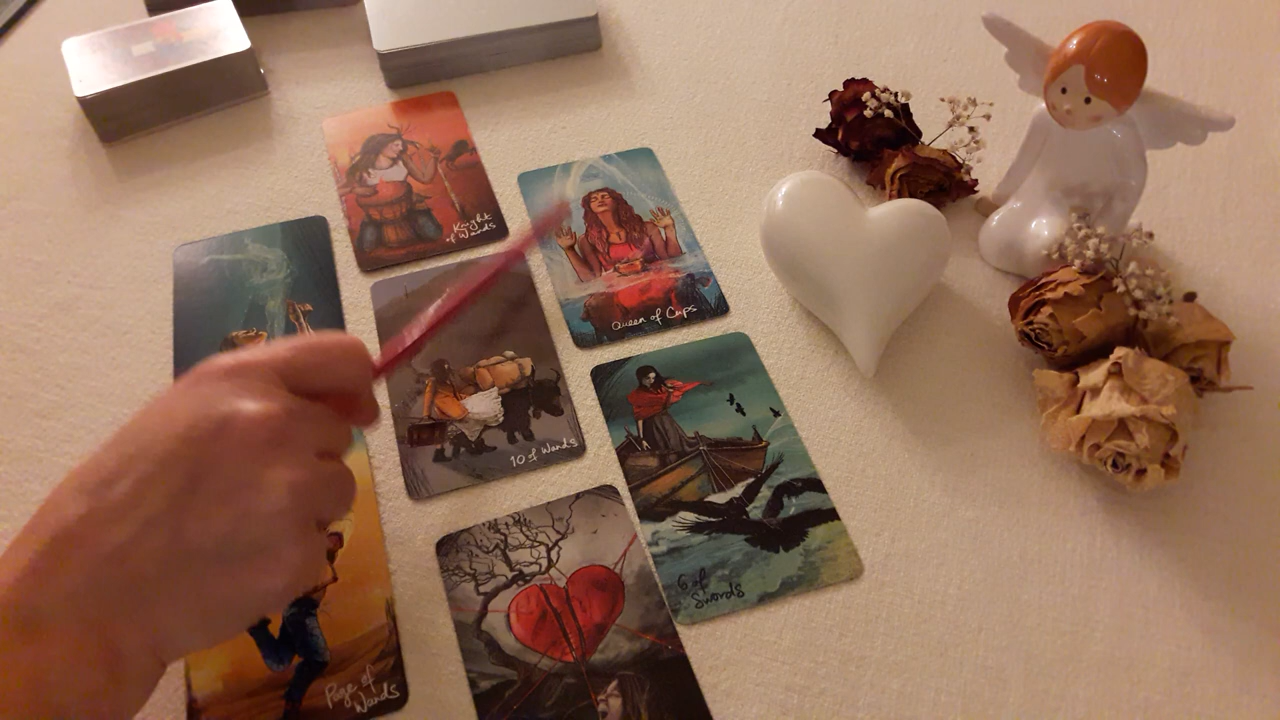 Knight
of Wands
Queen of Cups
10 of Wands
6 of
Swords
Page of
Wands